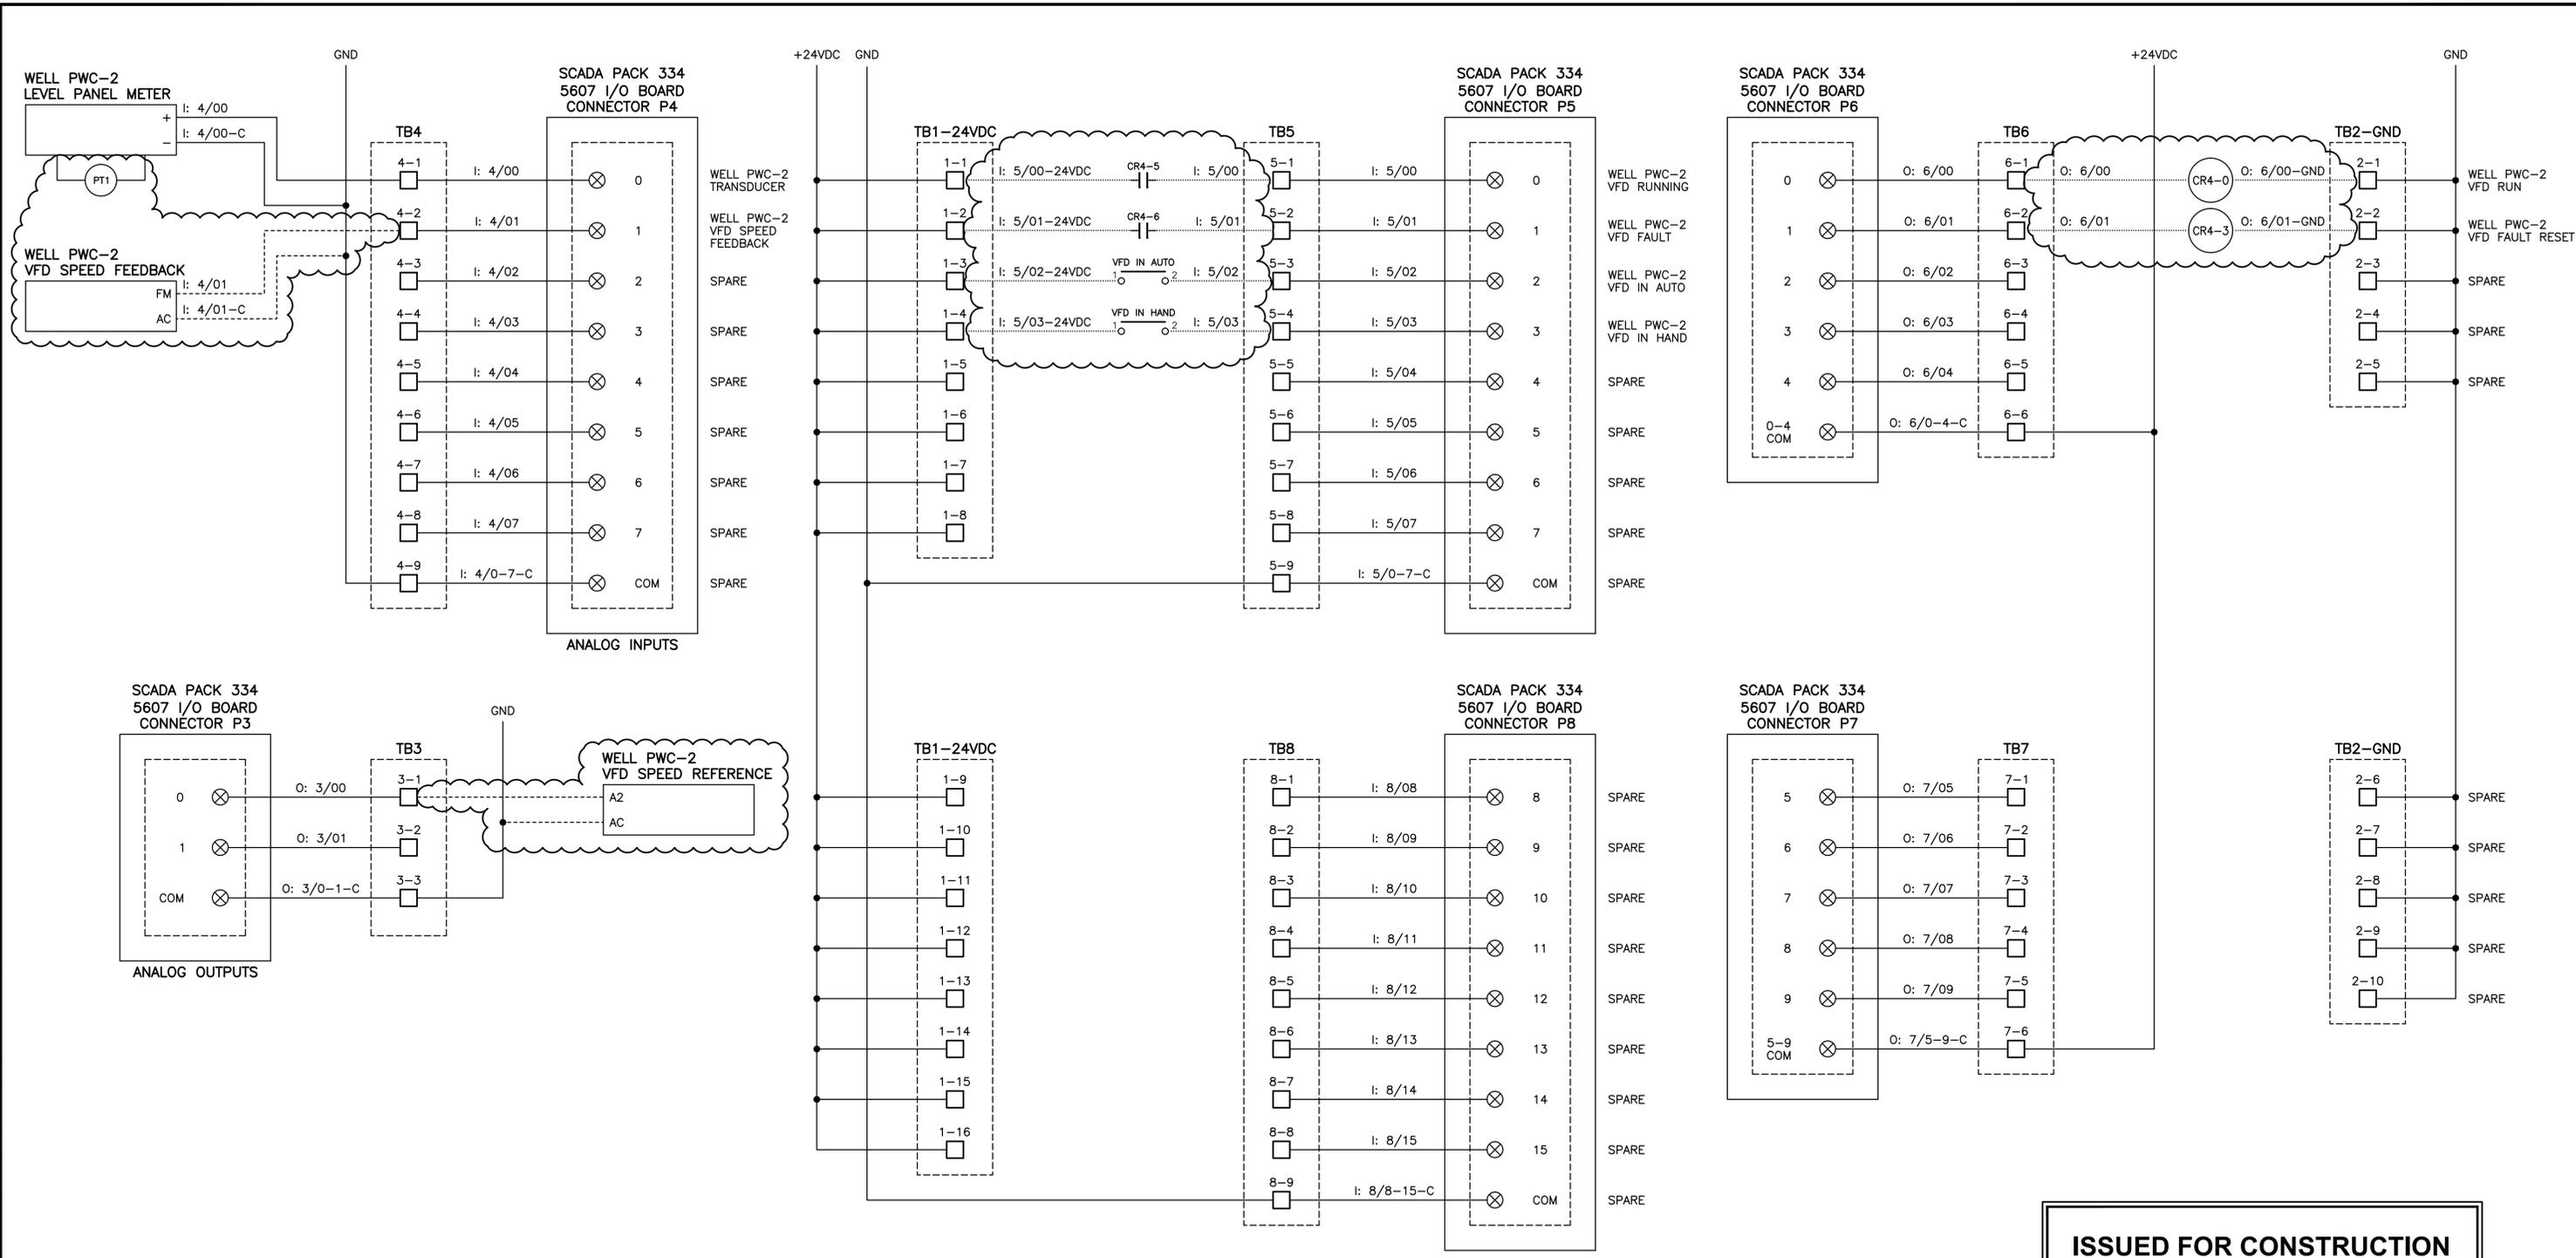 GND
+24VDC GND
+24VDC
GND
WELL PWC-2
LEVEL PANEL METER
I: 4/00
+
I: 4/00-C
−
PT1
WELL PWC-2
VFD SPEED FEEDBACK
I: 4/01
FM
I: 4/01-C
AC
TB4
4-1
4-2
4-3
4-4
4-5
4-6
4-7
4-8
4-9
I: 4/00
I: 4/01
I: 4/02
I: 4/03
I: 4/04
I: 4/05
I: 4/06
I: 4/07
I: 4/0-7-C
SCADA PACK 334
5607 I/O BOARD
CONNECTOR P4
0
1
2
3
4
5
6
7
COM
ANALOG INPUTS
WELL PWC-2
TRANSDUCER
WELL PWC-2
VFD SPEED
FEEDBACK
SPARE
SPARE
SPARE
SPARE
SPARE
SPARE
SPARE
TB1-24VDC
1-1
1-2
1-3
1-4
1-5
1-6
1-7
1-8
I: 5/00-24VDC
CR4-5
I: 5/00
I: 5/01-24VDC
CR4-6
I: 5/01
I: 5/02-24VDC
VFD IN AUTO
1 2
I: 5/02
I: 5/03-24VDC
VFD IN HAND
1 2
I: 5/03
TB5
5-1
5-2
5-3
5-4
5-5
5-6
5-7
5-8
5-9
I: 5/00
I: 5/01
I: 5/02
I: 5/03
I: 5/04
I: 5/05
I: 5/06
I: 5/07
I: 5/0-7-C
SCADA PACK 334
5607 I/O BOARD
CONNECTOR P5
0
1
2
3
4
5
6
7
COM
WELL PWC-2
VFD RUNNING
WELL PWC-2
VFD FAULT
WELL PWC-2
VFD IN AUTO
WELL PWC-2
VFD IN HAND
SPARE
SPARE
SPARE
SPARE
SPARE
SCADA PACK 334
5607 I/O BOARD
CONNECTOR P6
0
1
2
3
4
0-4
COM
O: 6/00
O: 6/01
O: 6/02
O: 6/03
O: 6/04
O: 6/0-4-C
TB6
6-1
6-2
6-3
6-4
6-5
6-6
O: 6/00
CR4-0
O: 6/00-GND
O: 6/01
CR4-3
O: 6/01-GND
TB2-GND
2-1
2-2
2-3
2-4
2-5
WELL PWC-2
VFD RUN
WELL PWC-2
VFD FAULT RESET
SPARE
SPARE
SPARE
SCADA PACK 334
5607 I/O BOARD
CONNECTOR P3
0
1
COM
ANALOG OUTPUTS
O: 3/00
O: 3/01
O: 3/0-1-C
TB3
3-1
3-2
3-3
GND
WELL PWC-2
VFD SPEED REFERENCE
A2
AC
TB1-24VDC
1-9
1-10
1-11
1-12
1-13
1-14
1-15
1-16
TB8
8-1
8-2
8-3
8-4
8-5
8-6
8-7
8-8
8-9
I: 8/08
I: 8/09
I: 8/10
I: 8/11
I: 8/12
I: 8/13
I: 8/14
I: 8/15
I: 8/8-15-C
SCADA PACK 334
5607 I/O BOARD
CONNECTOR P8
8
9
10
11
12
13
14
15
COM
SPARE
SPARE
SPARE
SPARE
SPARE
SPARE
SPARE
SPARE
SPARE
SCADA PACK 334
5607 I/O BOARD
CONNECTOR P7
5
6
7
8
9
5-9
COM
O: 7/05
O: 7/06
O: 7/07
O: 7/08
O: 7/09
O: 7/5-9-C
TB7
7-1
7-2
7-3
7-4
7-5
7-6
TB2-GND
2-6
2-7
2-8
2-9
2-10
SPARE
SPARE
SPARE
SPARE
SPARE
ISSUED FOR CONSTRUCTION